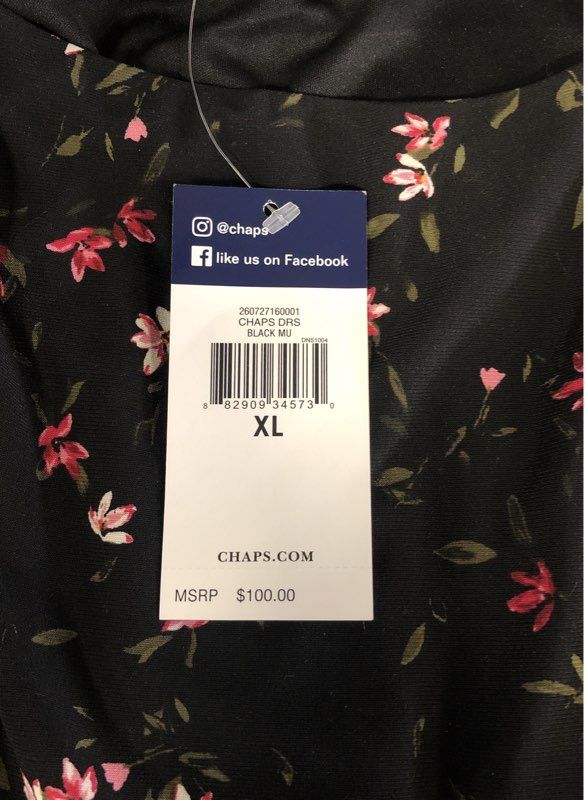 @chaps
like us on Facebook
260727160001
CHAPS DRS
BLACK MU
DNS1004
8 82909 34573 0
XL
CHAPS.COM
MSRP $100.00